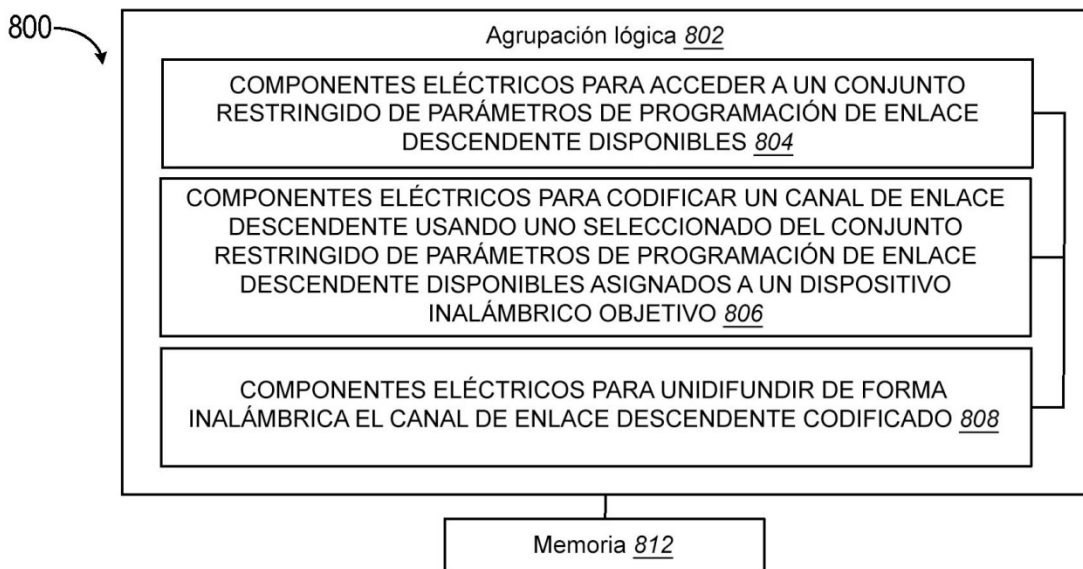 800
Agrupación lógica 802
COMPONENTES ELÉCTRICOS PARA ACCEDER A UN CONJUNTO
RESTRINGIDO DE PARÁMETROS DE PROGRAMACIÓN DE ENLACE
DESCENDENTE DISPONIBLES 804
COMPONENTES ELÉCTRICOS PARA CODIFICAR UN CANAL DE ENLACE
DESCENDENTE USANDO UNO SELECCIONADO DEL CONJUNTO
RESTRINGIDO DE PARÁMETROS DE PROGRAMACIÓN DE ENLACE
DESCENDENTE DISPONIBLES ASIGNADOS A UN DISPOSITIVO
INALÁMBRICO OBJETIVO 806
COMPONENTES ELÉCTRICOS PARA UNIDIFUNDIR DE FORMA
INALÁMBRICA EL CANAL DE ENLACE DESCENDENTE CODIFICADO 808
Memoria 812